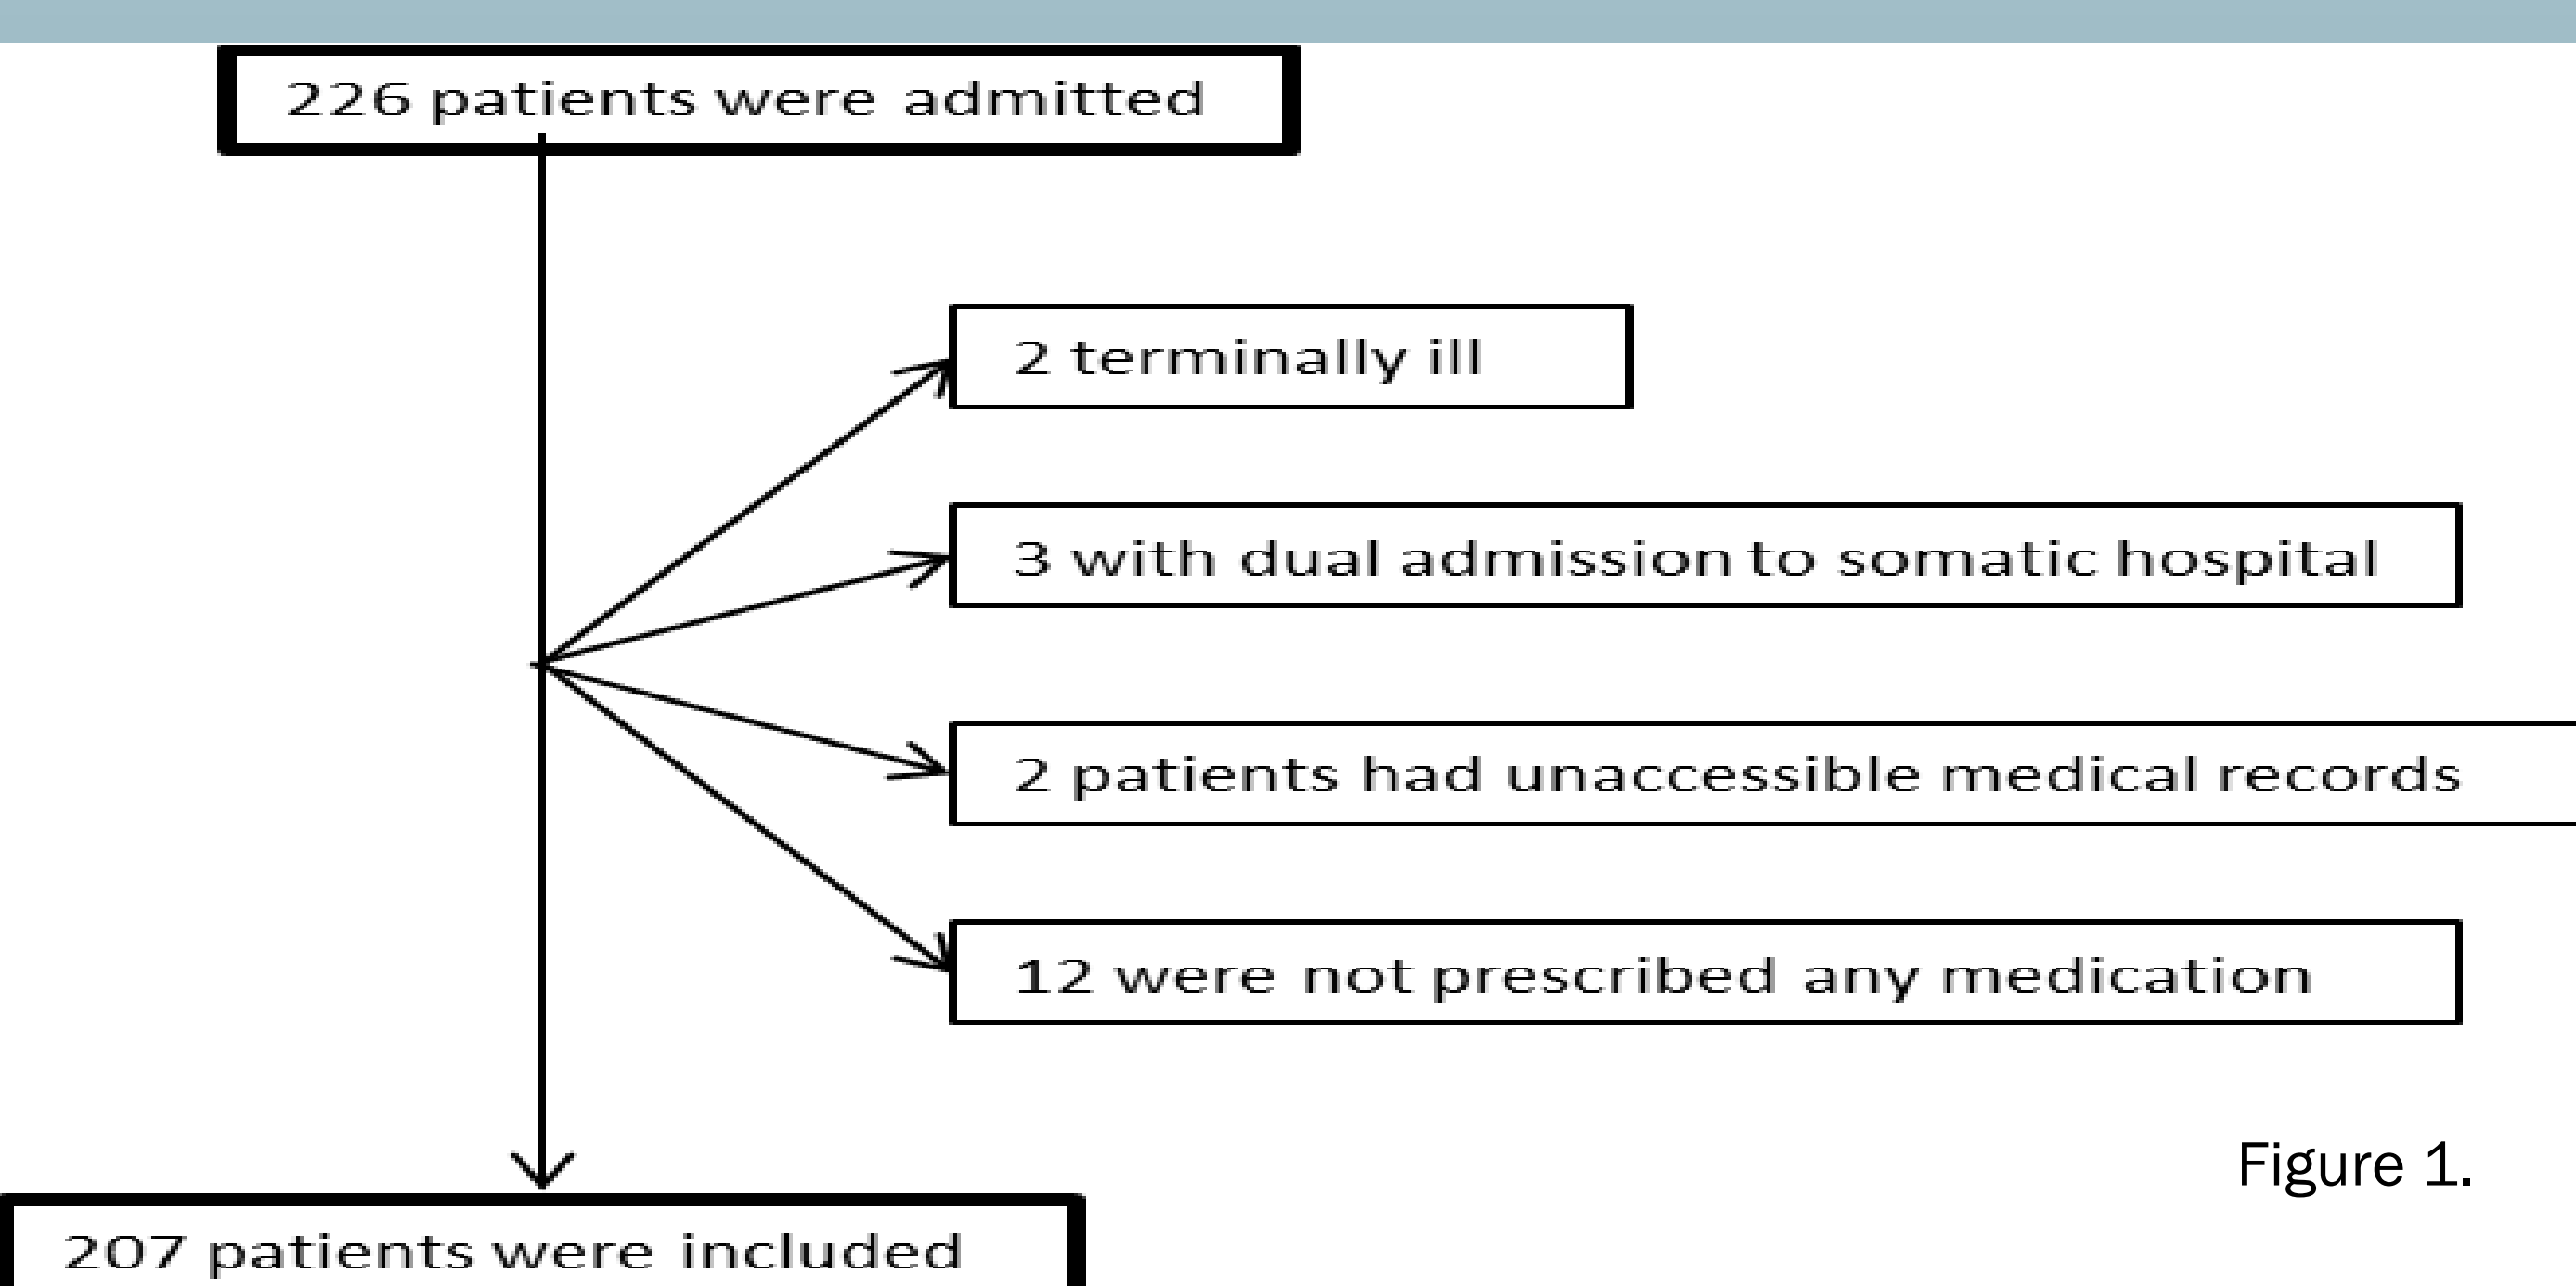 226 patients were admitted
2 terminally ill
3 with dual admission to somatic hospital
2 patients had unaccessible medical records
12 were not prescribed any medication
Figure 1.
207 patients were included